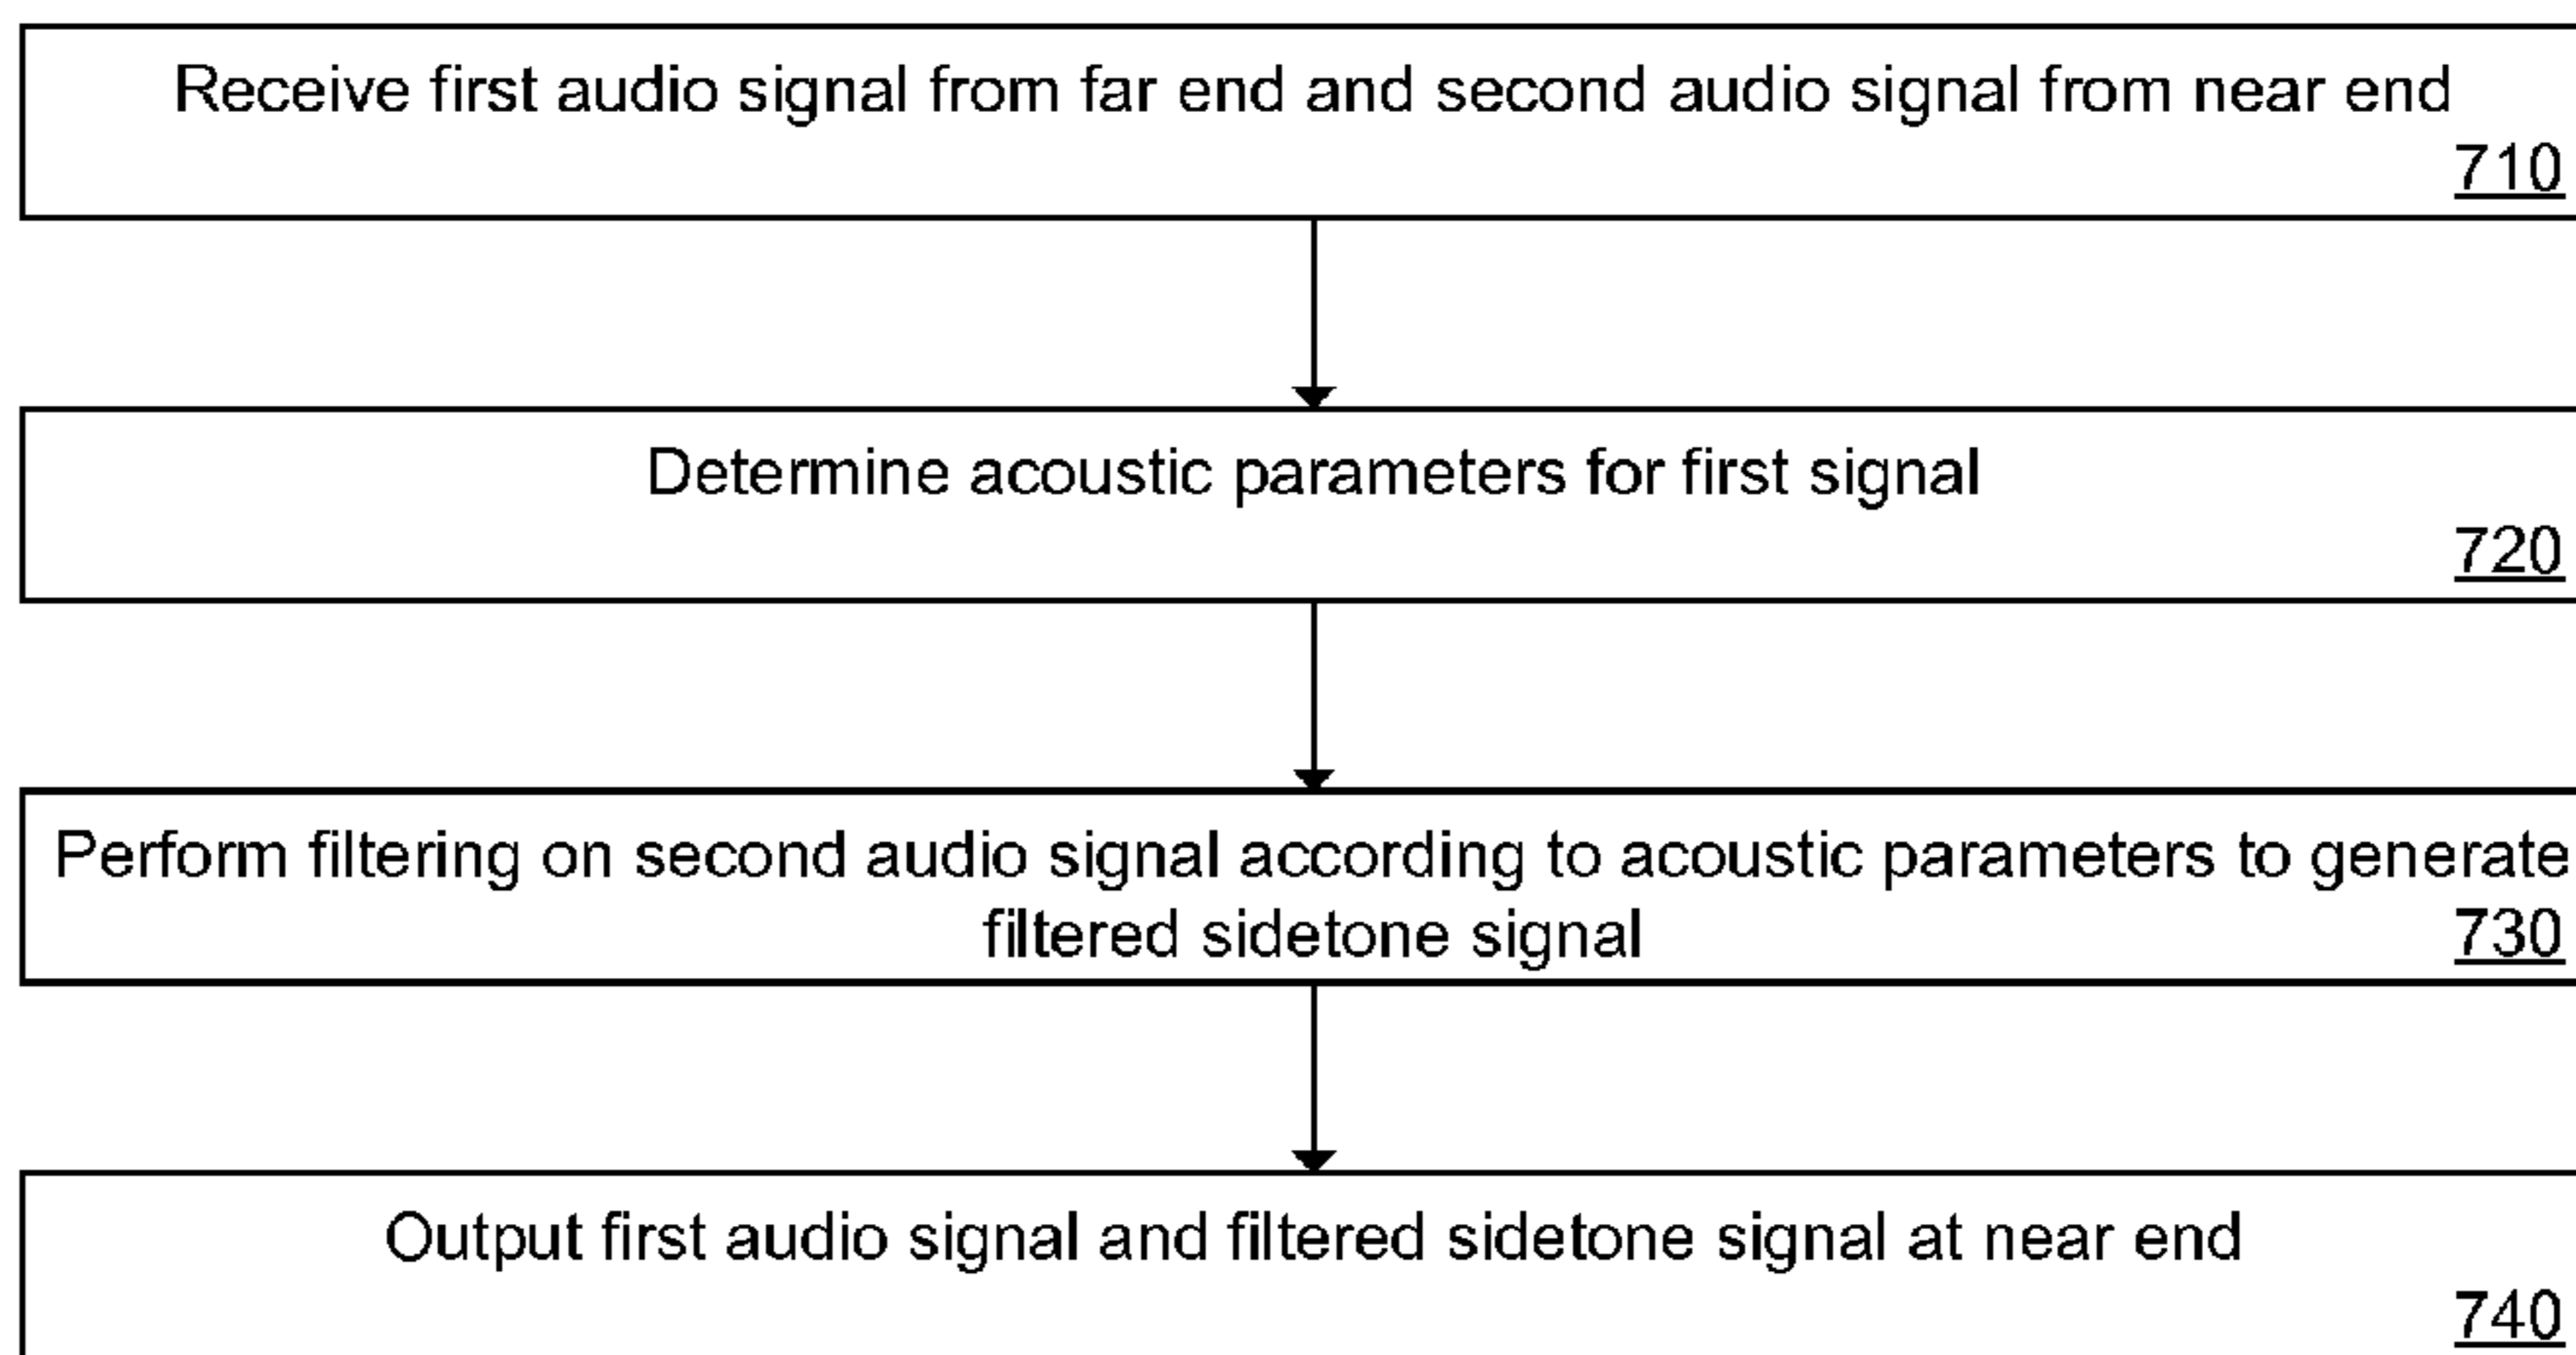 Receive first audio signal from far end and second audio signal from near end
710
Determine acoustic parameters for first signal
720
Perform filtering on second audio signal according to acoustic parameters to generate
filtered sidetone signal
730
Output first audio signal and filtered sidetone signal at near end
740